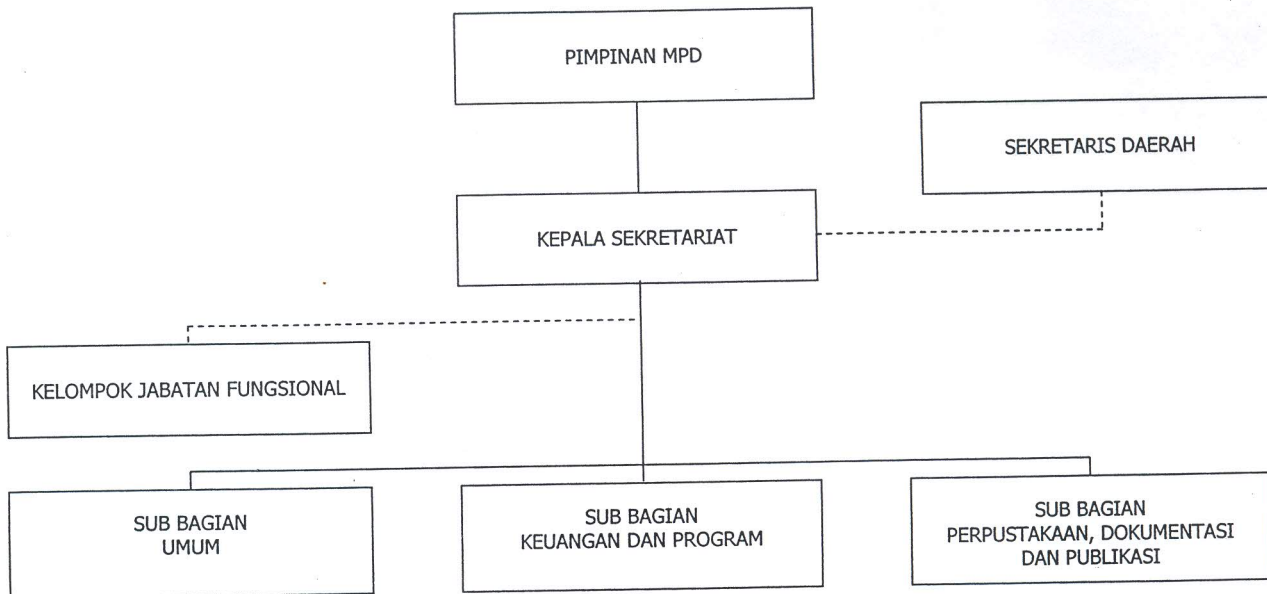 PIMPINAN MPD
SEKRETARIS DAERAH
KEPALA SEKRETARIAT
KELOMPOK JABATAN FUNGSIONAL
SUB BAGIAN
UMUM
SUB BAGIAN
KEUANGAN DAN PROGRAM
SUB BAGIAN
PERPUSTAKAAN, DOKUMENTASI
DAN PUBLIKASI